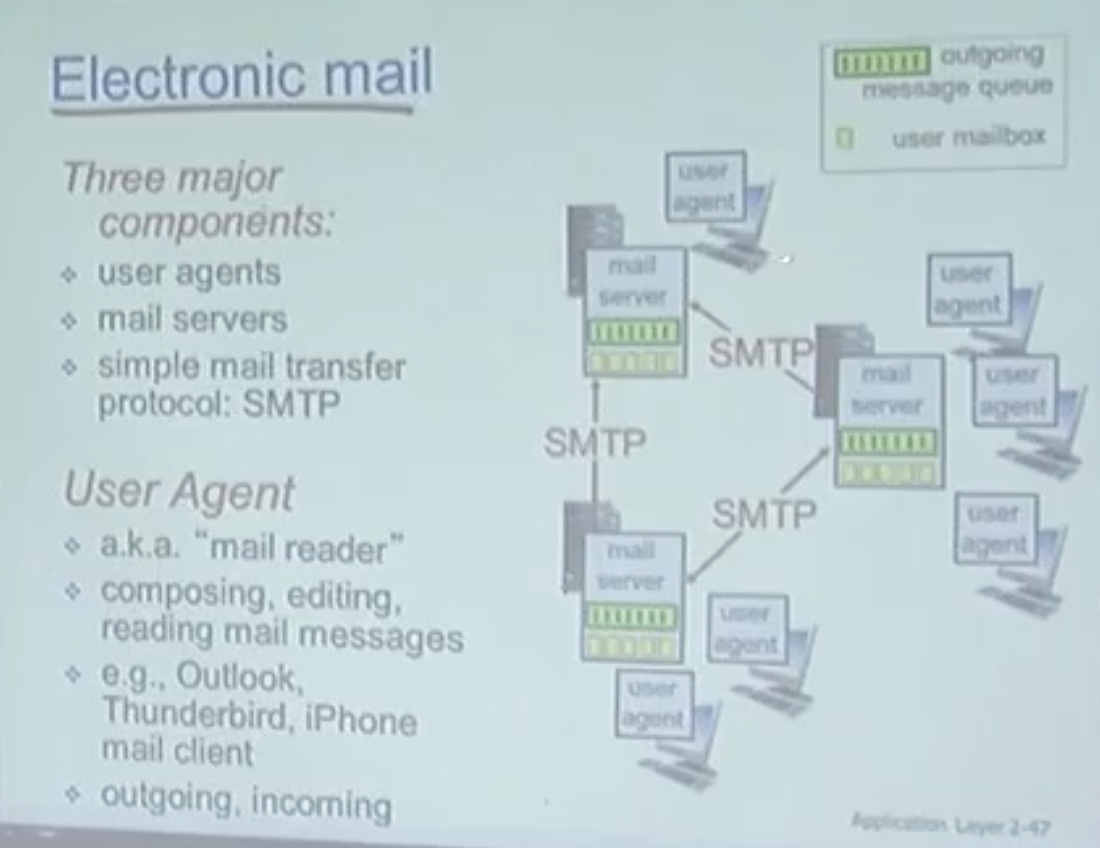 Electronic mail
Three major
components:
❖ user agents
❖ mail servers
❖ simple mail transfer
protocol: SMTP
User Agent
❖ a.k.a. “mail reader”
❖ composing, editing,
reading mail messages
❖ e.g., Outlook,
Thunderbird, iPhone
mail client
❖ outgoing, incoming
outgoing
message queue
user mailbox
user
agent
mail
server
SMTP
user
agent
mail
server
user
agent
SMTP
SMTP
user
agent
mail
server
user
agent
user
agent
Application Layer 2-47